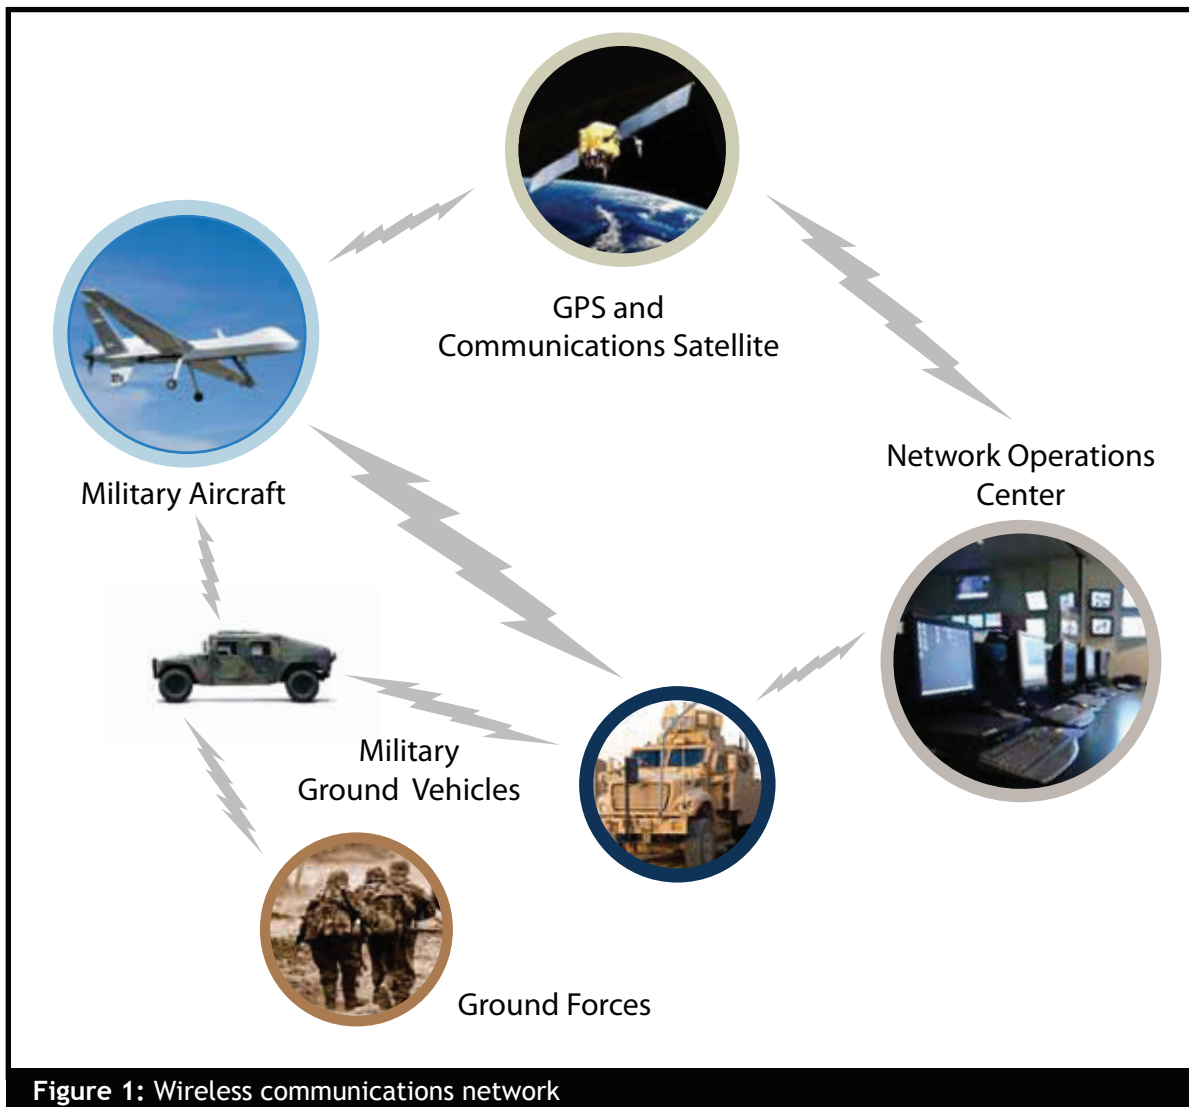 GPS and
Communications Satellite
Military Aircraft
Network Operations
Center
Military
Ground Vehicles
Ground Forces
Figure 1: Wireless communications network